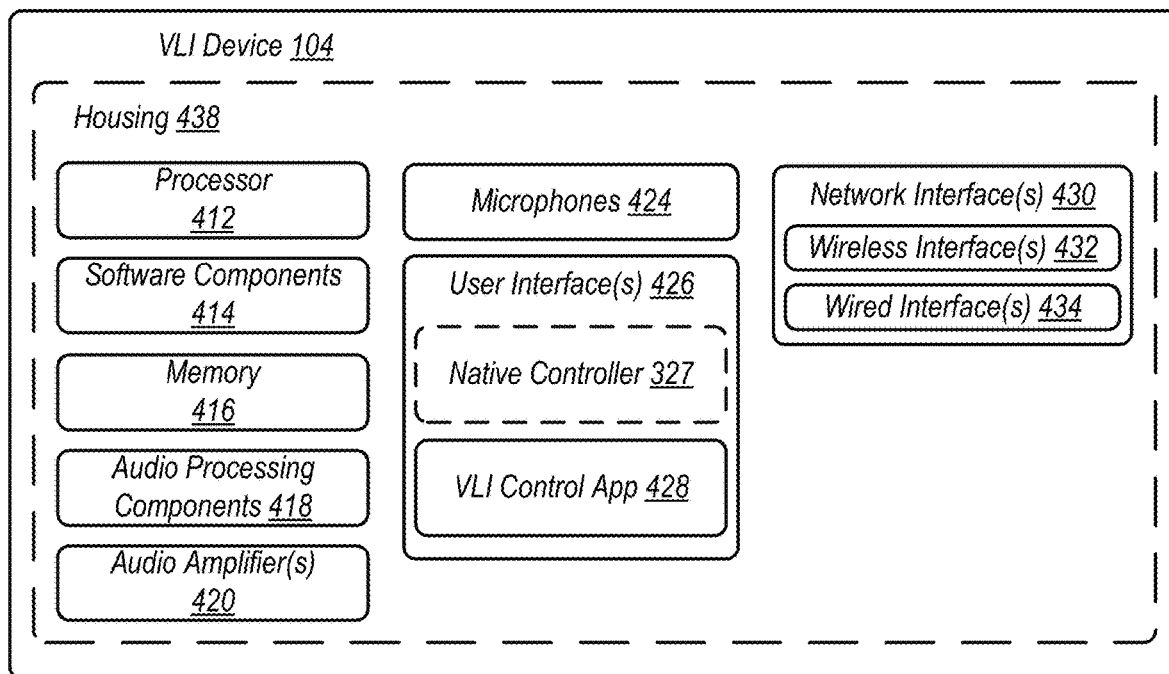 VLI Device 104
Housing 438
Processor
412
Software Components
414
Memory
416
Audio Processing
Components 418
Audio Amplifier(s)
420
Microphones 424
User Interface(s) 426
Native Controller 327
VLI Control App 428
Network Interface(s) 430
Wireless Interface(s) 432
Wired Interface(s) 434